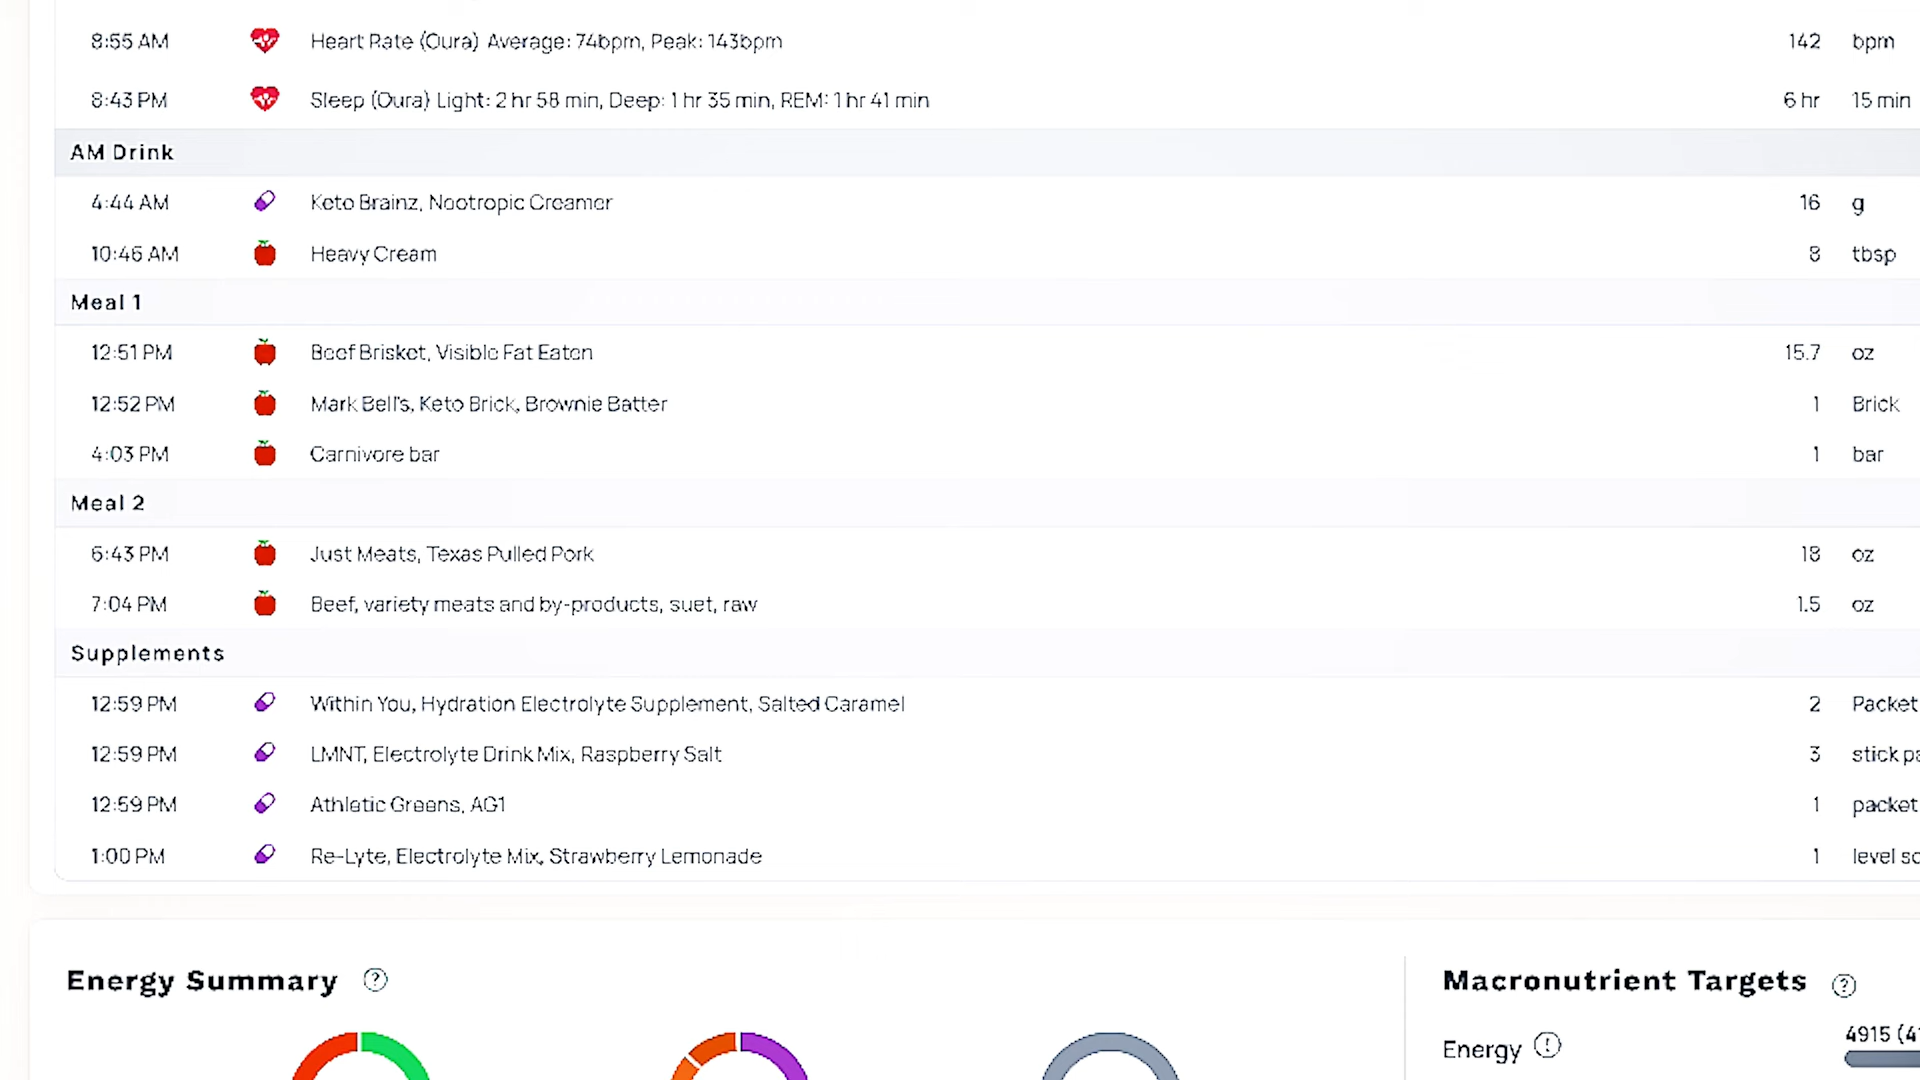 8:55 AM Heart Rate (Oura) Average: 74bpm, Peak: 143bpm 142 bpm
8:43 PM Sleep (Oura) Light: 2 hr 58 min, Deep: 1 hr 35 min, REM: 1 hr 41 min 6 hr 15 min
AM Drink
4:44 AM Keto Brainz, Nootropic Creamer 16 g
10:46 AM Heavy Cream 8 tbsp
Meal 1
12:51 PM Beef Brisket, Visible Fat Eaten 15.7 oz
12:52 PM Mark Bell's, Keto Brick, Brownie Batter 1 Brick
4:03 PM Carnivore bar 1 bar
Meal 2
6:43 PM Just Meats, Texas Pulled Pork 18 oz
7:04 PM Beef, variety meats and by-products, suet, raw 1.5 oz
Supplements
12:59 PM Within You, Hydration Electrolyte Supplement, Salted Caramel 2 Packet
12:59 PM LMNT, Electrolyte Drink Mix, Raspberry Salt 3 stick pa
12:59 PM Athletic Greens, AG1 1 packet
1:00 PM Re-Lyte, Electrolyte Mix, Strawberry Lemonade 1 level sc
Energy Summary ?
Macronutrient Targets ?
4915 (41
Energy !